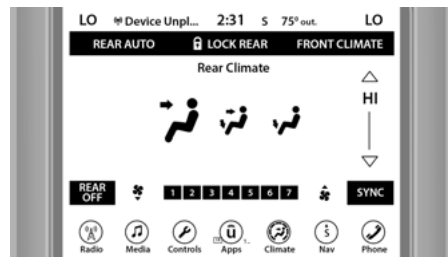 LO Device Unpl... 2:31 S 75º out. LO
REAR AUTO LOCK REAR FRONT CLIMATE
Rear Climate
HI
REAR OFF 1 2 3 4 5 6 7 SYNC
ū
S
Radio Media Controls Apps Climate Nav Phone